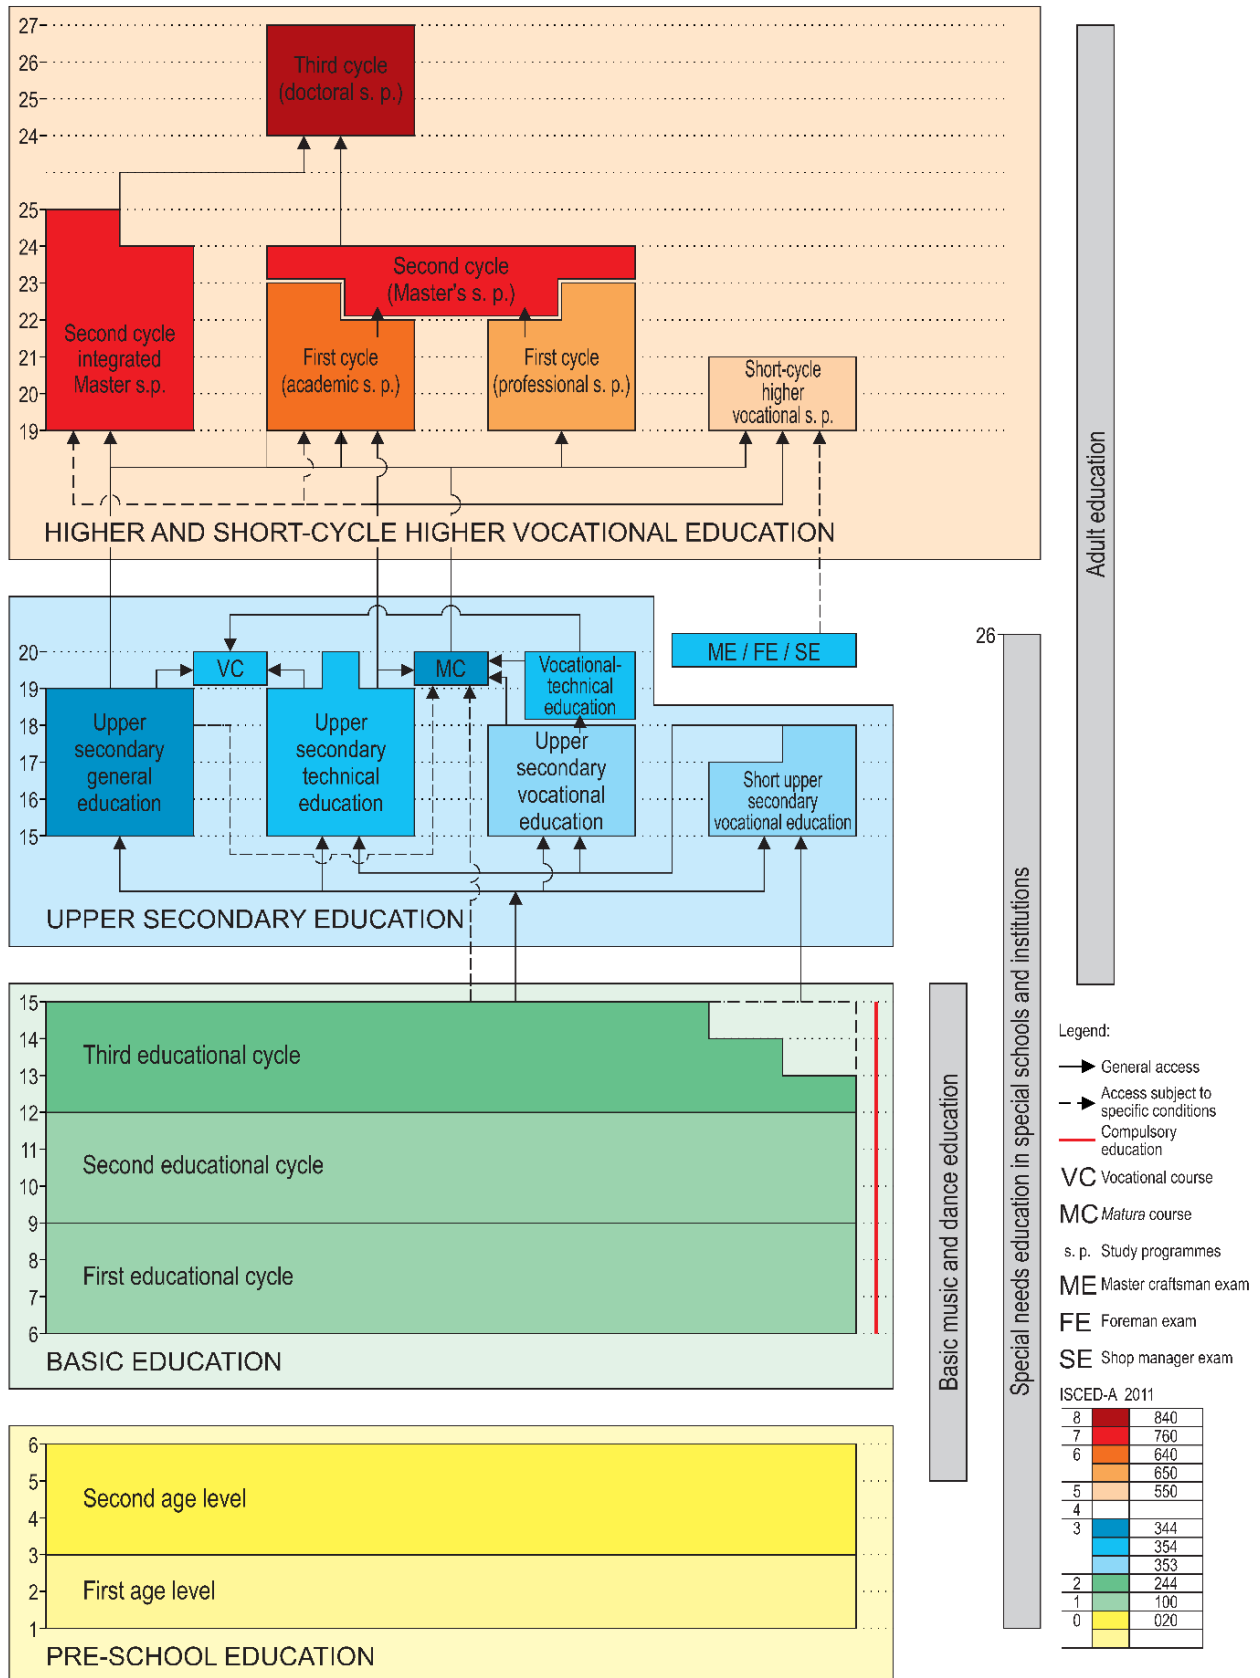 27
26
25
24
25
24
23
22
21
20
19
Third cycle
(doctoral s. p.)
Second cycle
(Master's s. p.)
Second cycle
integrated
Master s.p.
First cycle
(academic s. p.)
First cycle
(professional s. p.)
Short-cycle
higher
vocational s. p.
HIGHER AND SHORT-CYCLE HIGHER VOCATIONAL EDUCATION
20
19
18
17
16
15
VC
MC
Vocational-
technical
education
ME / FE / SE
Upper
secondary
general
education
Upper
secondary
technical
education
Upper
secondary
vocational
education
Short upper
secondary
vocational education
UPPER SECONDARY EDUCATION
15
14
13
12
11
10
9
8
7
6
Third educational cycle
Second educational cycle
First educational cycle
BASIC EDUCATION
6
5
4
3
2
1
Second age level
First age level
PRE-SCHOOL EDUCATION
Basic music and dance education
26
Special needs education in special schools and institutions
Adult education
Legend:
General access
Access subject to
specific conditions
Compulsory
education
VC Vocational course
MC Matura course
s. p. Study programmes
ME Master craftsman exam
FE Foreman exam
SE Shop manager exam
ISCED-A 2011
8 840
7 760
6 640
650
5 550
4
3 344
354
353
2 244
1 100
0 020